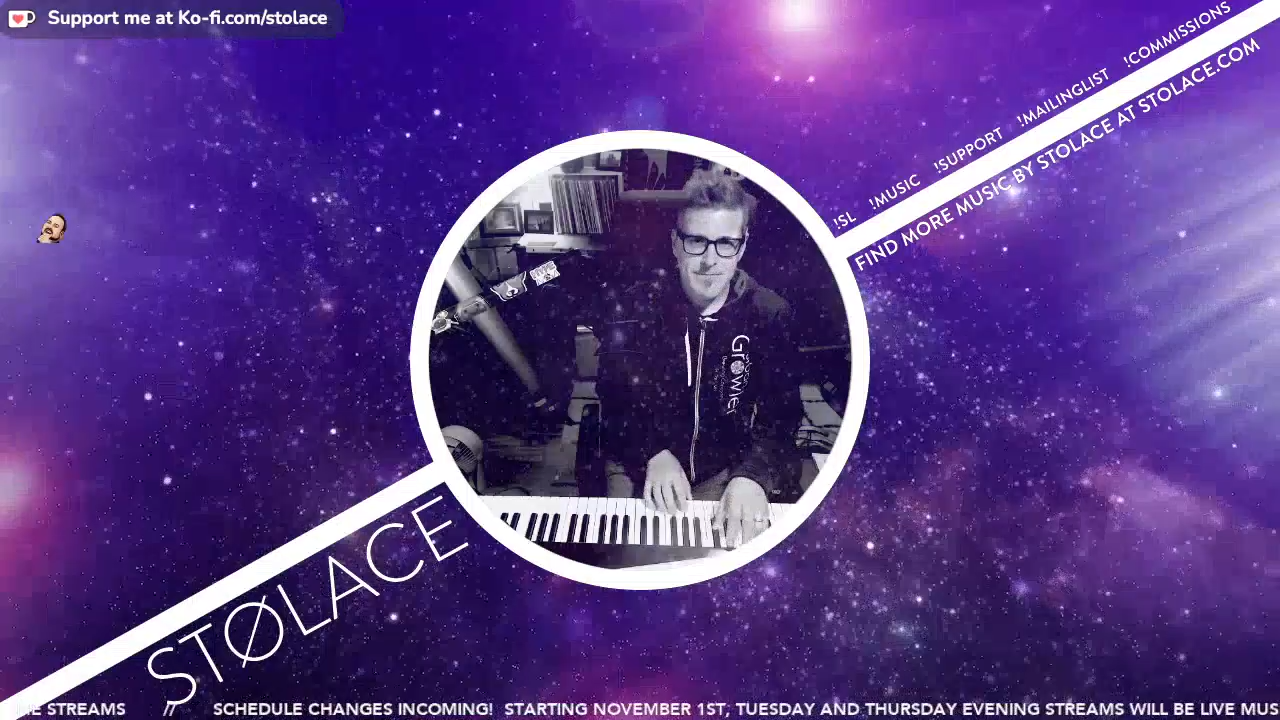 Support me at Ko-fi.com/stolace
!SL !MUSIC !SUPPORT !MAILINGLIST !COMMISSIONS
FIND MORE MUSIC BY STOLACE AT STOLACE.COM
Growler
STØLACE
STREAMS // SCHEDULE CHANGES INCOMING! STARTING NOVEMBER 1ST, TUESDAY AND THURSDAY EVENING STREAMS WILL BE LIVE MUS